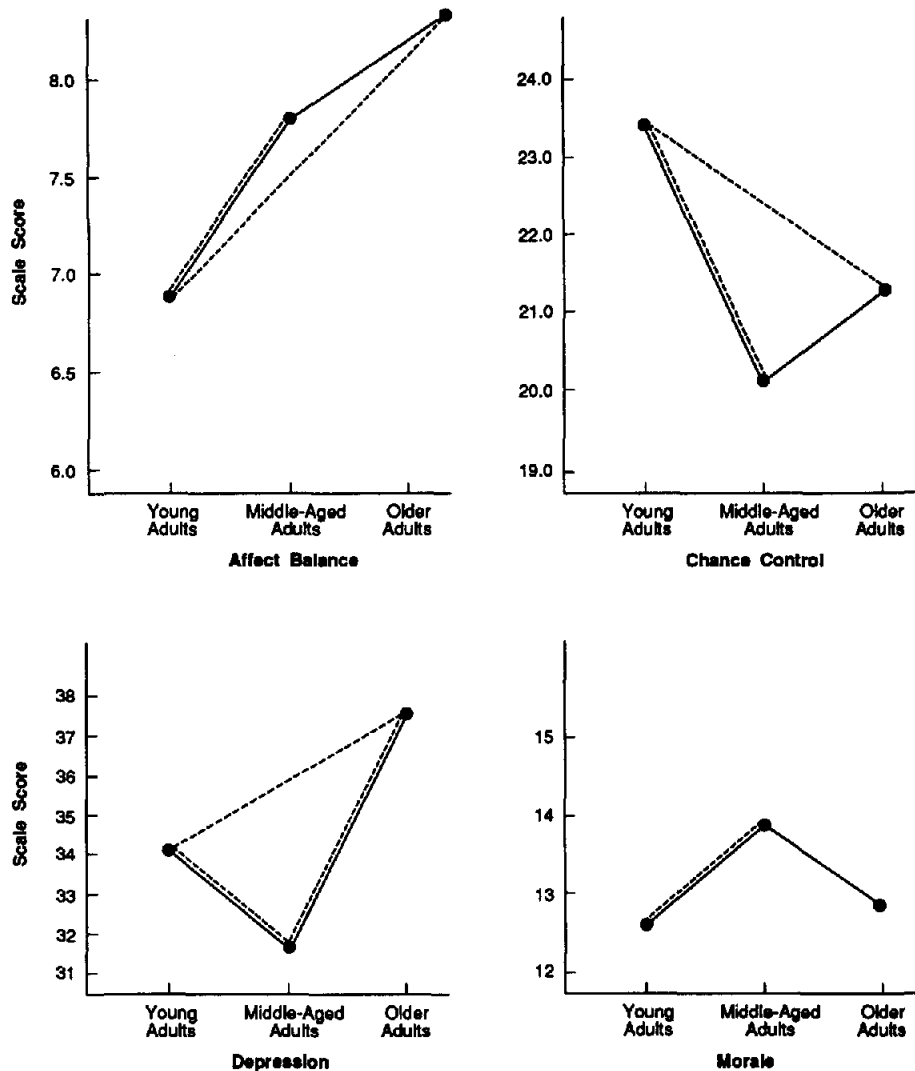 8.0
7.5
7.0
6.5
6.0
Scale Score
Young Adults
Middle-Aged Adults
Older Adults
Affect Balance
24.0
23.0
22.0
21.0
20.0
19.0
Young Adults
Middle-Aged Adults
Older Adults
Chance Control
38
37
36
35
34
33
32
31
Scale Score
Young Adults
Middle-Aged Adults
Older Adults
Depression
15
14
13
12
Young Adults
Middle-Aged Adults
Older Adults
Morale